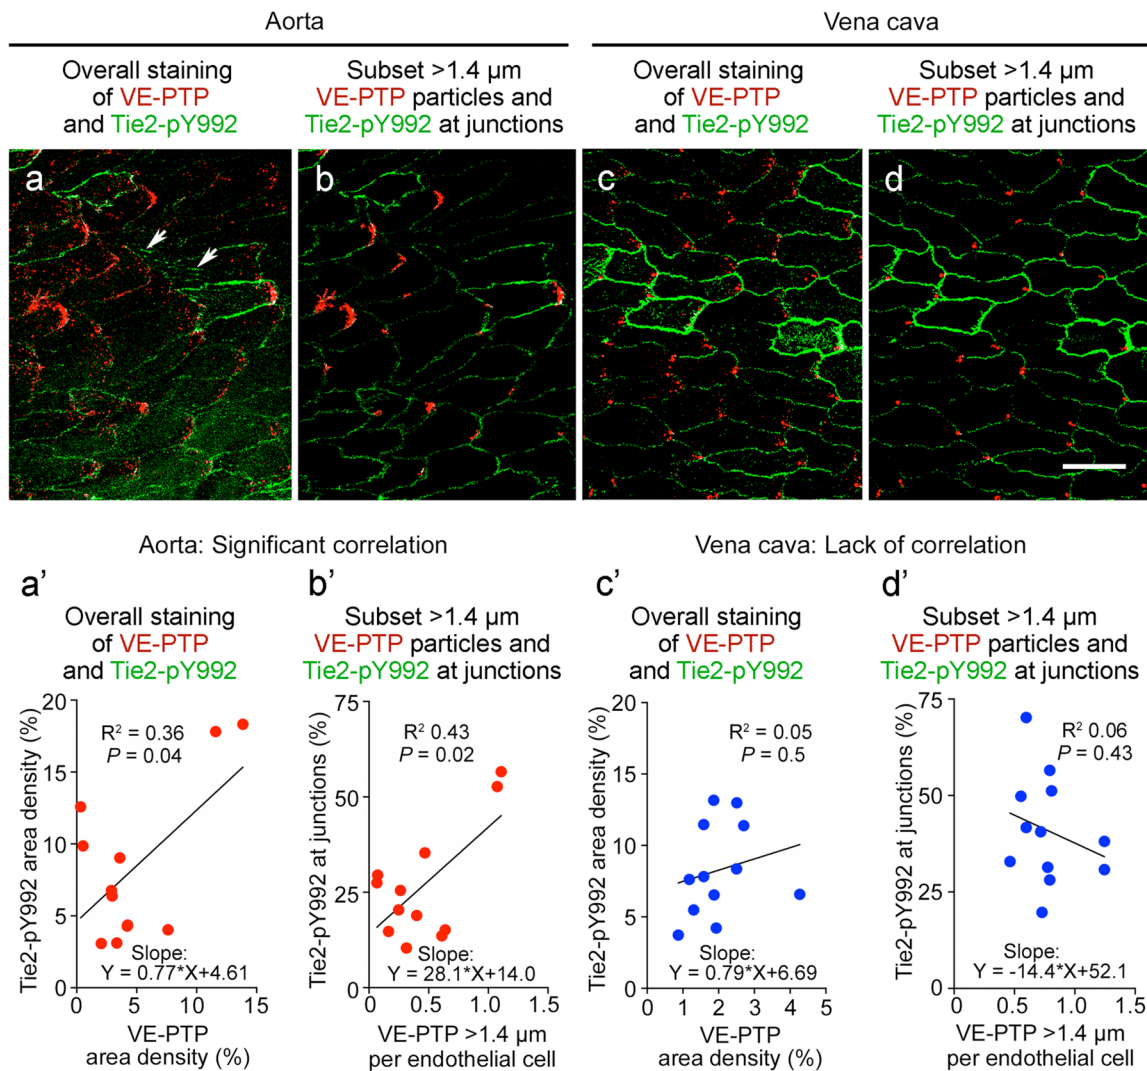 Aorta
Vena cava
Overall staining
of VE-PTP
and Tie2-pY992
Subset >1.4 µm
VE-PTP particles and
Tie2-pY992 at junctions
Overall staining
of VE-PTP
and Tie2-pY992
Subset >1.4 µm
VE-PTP particles and
Tie2-pY992 at junctions
a
b
c
d
Aorta: Significant correlation
Vena cava: Lack of correlation
a’
Overall staining
of VE-PTP
and Tie2-pY992
b’
Subset >1.4 µm
VE-PTP particles and
Tie2-pY992 at junctions
c’
Overall staining
of VE-PTP
and Tie2-pY992
d’
Subset >1.4 µm
VE-PTP particles and
Tie2-pY992 at junctions
Tie2-pY992 area density (%)
20
15
10
5
0
R² = 0.36
P = 0.04
Slope:
Y = 0.77*X+4.61
0 5 10 15
VE-PTP
area density (%)
Tie2-pY992 at junctions (%)
75
50
25
0
R² 0.43
P = 0.02
Slope:
Y = 28.1*X+14.0
0 0.5 1.0 1.5
VE-PTP >1.4 µm
per endothelial cell
Tie2-pY992 area density (%)
20
15
10
5
0
R² = 0.05
P = 0.5
Slope:
Y = 0.79*X+6.69
0 1 2 3 4 5
VE-PTP
area density (%)
Tie2-pY992 at junctions (%)
75
50
25
0
R² 0.06
P = 0.43
Slope:
Y = -14.4*X+52.1
0 0.5 1.0 1.5
VE-PTP >1.4 µm
per endothelial cell